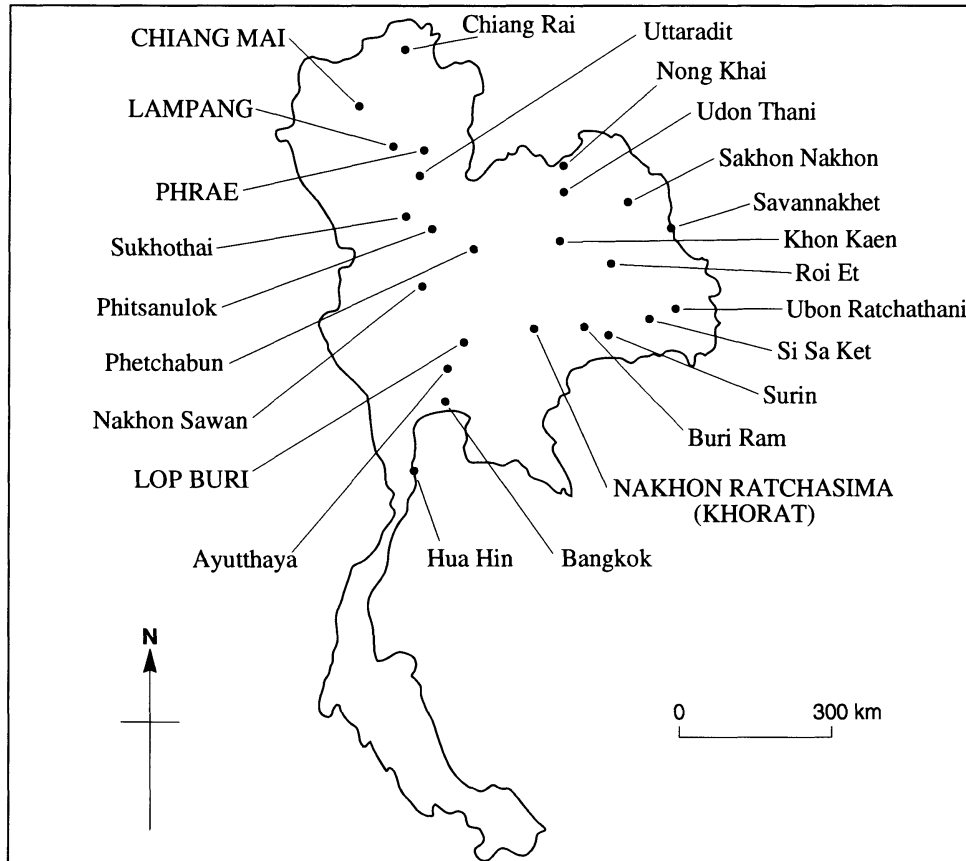 Chiang Rai
Uttaradit
CHIANG MAI
Nong Khai
LAMPANG
Udon Thani
Sakhon Nakhon
PHRAE
Savannakhet
Sukhothai
Khon Kaen
Roi Et
Phitsanulok
Ubon Ratchathani
Phetchabun
Si Sa Ket
Surin
Nakhon Sawan
Buri Ram
LOP BURI
NAKHON RATCHASIMA
(KHORAT)
Ayutthaya
Hua Hin
Bangkok
N
0 300 km